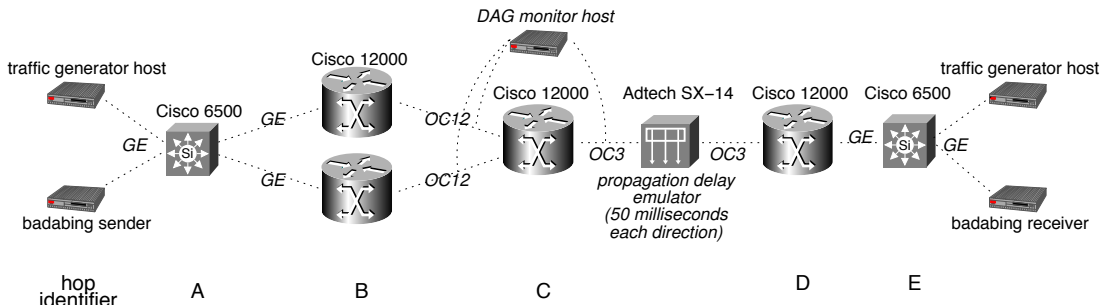 DAG monitor host
Cisco 12000
traffic generator host
traffic generator host
Cisco 6500
Cisco 12000
Adtech SX−14
Cisco 12000
Cisco 6500
GE
OC12
GE
Si
GE
Si
GE
OC3
OC3
GE
OC12
propagation delay
emulator
(50 milliseconds
each direction)
badabing sender
badabing receiver
hop
identifier
A
B
C
D
E